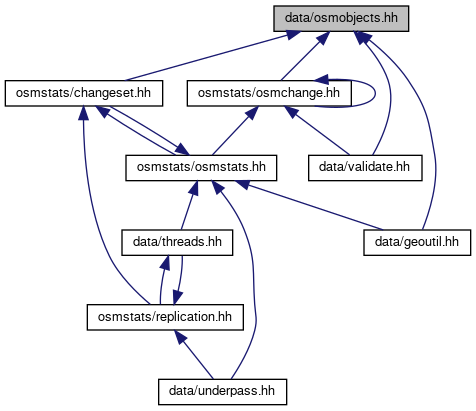 data/osmobjects.hh
osmstats/changeset.hh
osmstats/osmchange.hh
osmstats/osmstats.hh
data/validate.hh
data/threads.hh
data/geoutil.hh
osmstats/replication.hh
data/underpass.hh